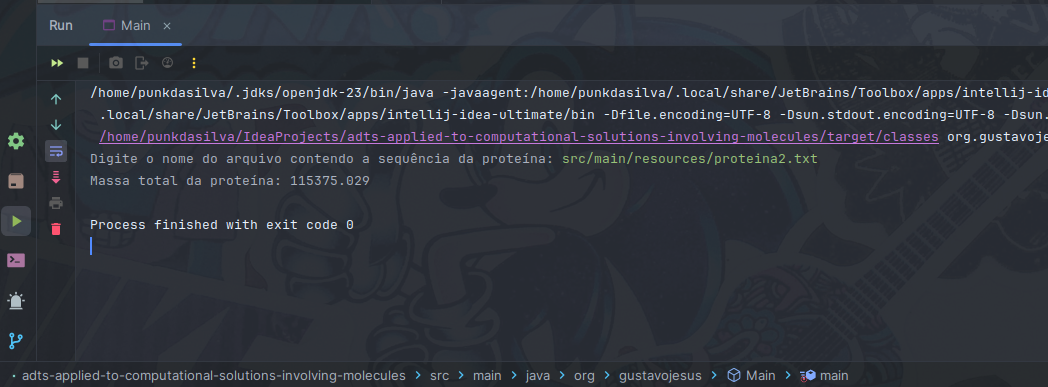 Run Main ×
/home/punkdasilva/.jdks/openjdk-23/bin/java -javaagent:/home/punkdasilva/.local/share/JetBrains/Toolbox/apps/intellij-id
.local/share/JetBrains/Toolbox/apps/intellij-idea-ultimate/bin -Dfile.encoding=UTF-8 -Dsun.stdout.encoding=UTF-8 -Dsun.
/home/punkdasilva/IdeaProjects/adts-applied-to-computational-solutions-involving-molecules/target/classes org.gustavoje
Digite o nome do arquivo contendo a sequência da proteína: src/main/resources/proteina2.txt
Massa total da proteína: 115375.029
Process finished with exit code 0
adts-applied-to-computational-solutions-involving-molecules > src > main > java > org > gustavojesus > Main > main